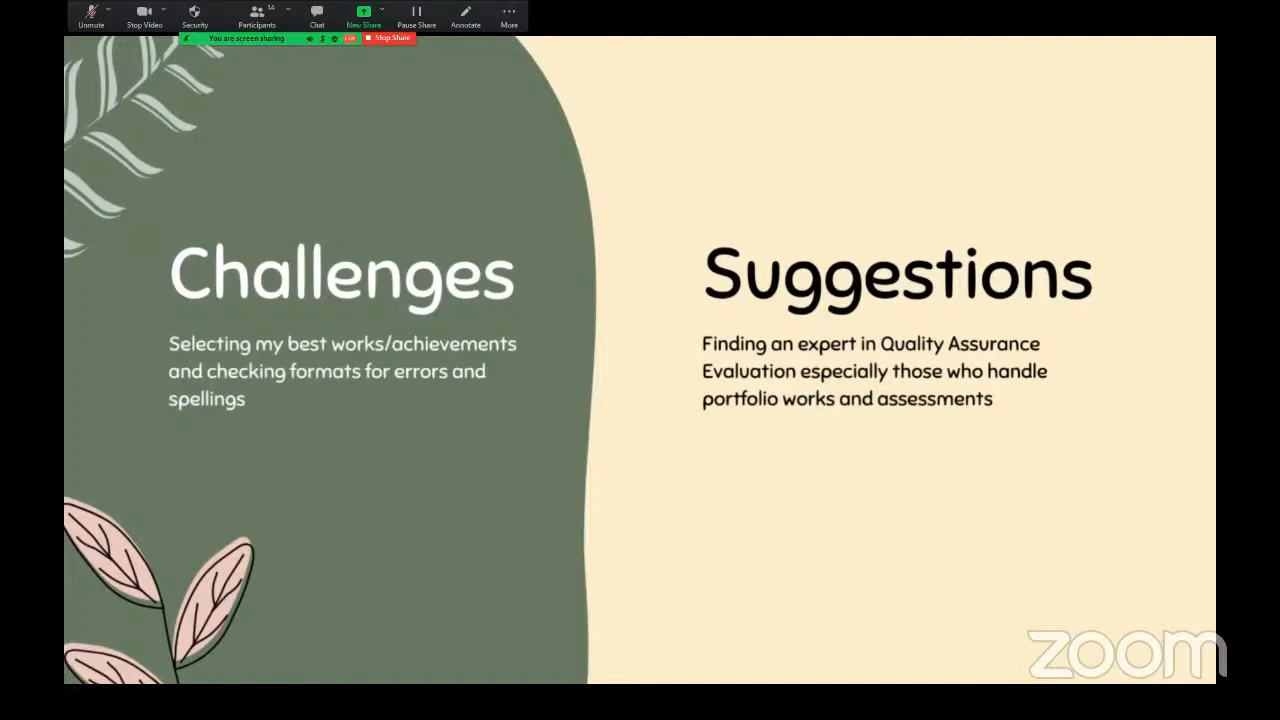 Unmute
Stop Video
Security
14
Participants
Chat
New Share
Pause Share
Annotate
More
You are screen sharing
LIVE
Stop Share
Challenges
Selecting my best works/achievements
and checking formats for errors and
spellings
Suggestions
Finding an expert in Quality Assurance
Evaluation especially those who handle
portfolio works and assessments
zoom